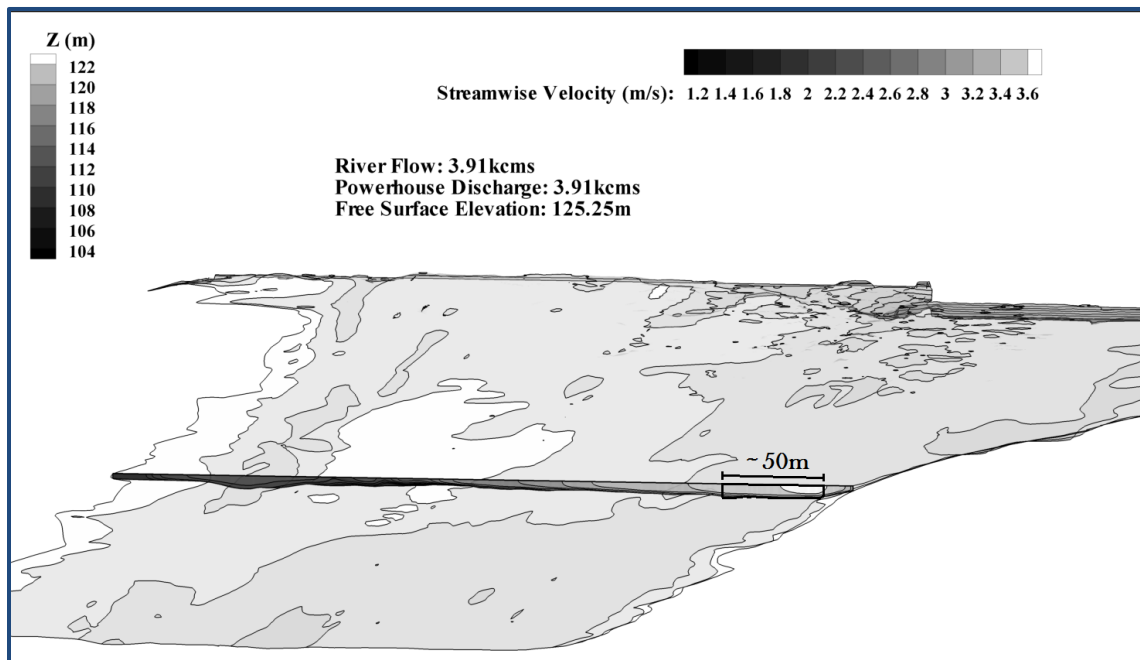 Z (m)
122
120
118
116
114
112
110
108
106
104
Streamwise Velocity (m/s): 1.2 1.4 1.6 1.8 2 2.2 2.4 2.6 2.8 3 3.2 3.4 3.6
River Flow: 3.91kcms
Powerhouse Discharge: 3.91kcms
Free Surface Elevation: 125.25m
~50m